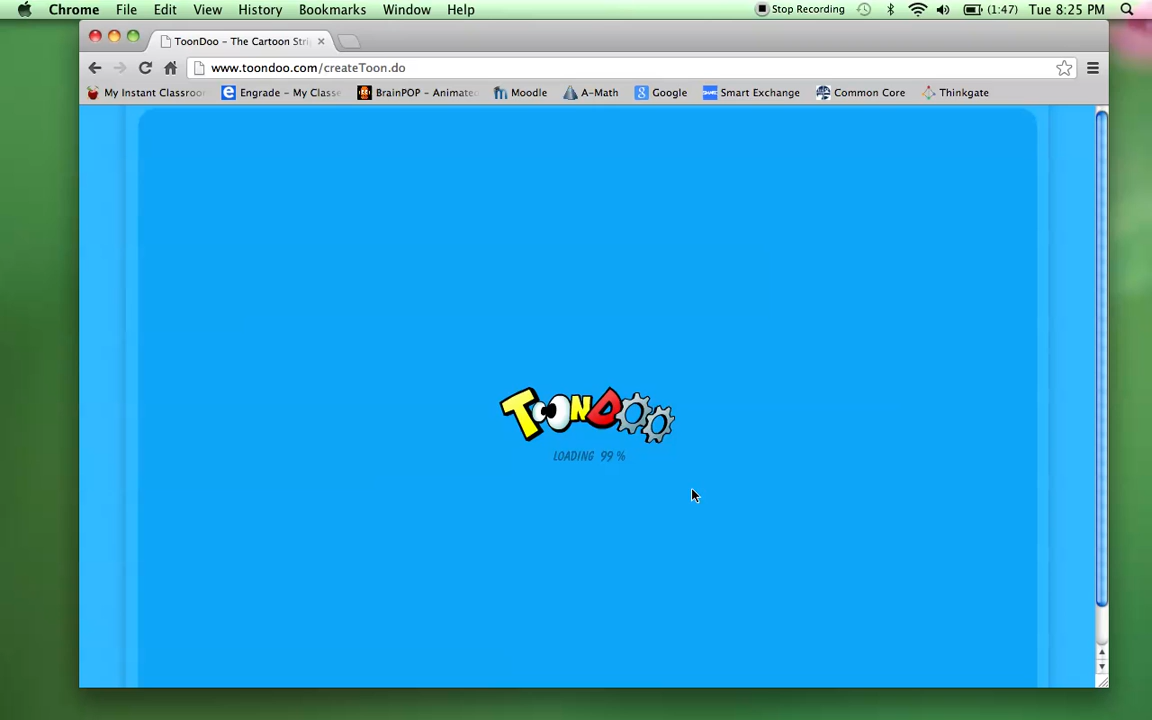 Chrome File Edit View History Bookmarks Window Help Stop Recording (1:47) Tue 8:25 PM
ToonDoo - The Cartoon Stri
www.toondoo.com/createToon.do
My Instant Classroo Engrade - My Classe BrainPOP - Animate Moodle A-Math Google Smart Exchange Common Core Thinkgate
TOONDOO
LOADING 99 %